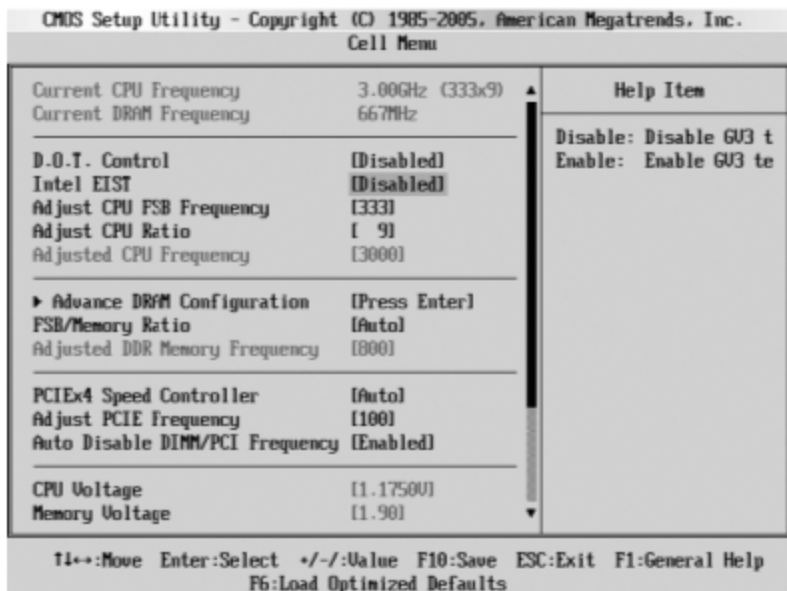 CMOS Setup Utility - Copyright (C) 1985-2005, American Megatrends, Inc.
Cell Menu
Current CPU Frequency 3.00GHz (333x9)
Current DRAM Frequency 667MHz
D.O.T. Control [Disabled]
Intel EIST [Disabled]
Adjust CPU FSB Frequency [333]
Adjust CPU Ratio [ 9]
Adjusted CPU Frequency [3000]
▶ Advance DRAM Configuration [Press Enter]
FSB/Memory Ratio [Auto]
Adjusted DDR Memory Frequency [800]
PCIEx4 Speed Controller [Auto]
Adjust PCIE Frequency [100]
Auto Disable DIMM/PCI Frequency [Enabled]
CPU Voltage [1.1750V]
Memory Voltage [1.90]
Help Item
Disable: Disable GV3 t
Enable: Enable GV3 te
↑↓←→:Move Enter:Select +/-/:Value F10:Save ESC:Exit F1:General Help
F6:Load Optimized Defaults